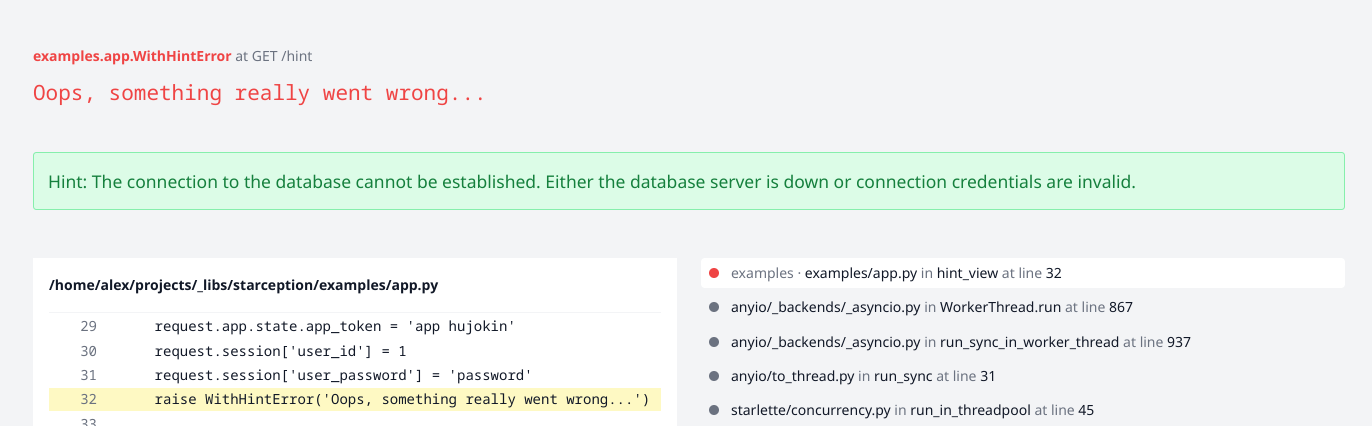 examples.app.WithHintError at GET /hint
Oops, something really went wrong...
Hint: The connection to the database cannot be established. Either the database server is down or connection credentials are invalid.
/home/alex/projects/_libs/starception/examples/app.py
29 request.app.state.app_token = 'app hujokin'
30 request.session['user_id'] = 1
31 request.session['user_password'] = 'password'
32 raise WithHintError('Oops, something really went wrong...')
33
examples · examples/app.py in hint_view at line 32
anyio/_backends/_asyncio.py in WorkerThread.run at line 867
anyio/_backends/_asyncio.py in run_sync_in_worker_thread at line 937
anyio/to_thread.py in run_sync at line 31
starlette/concurrency.py in run_in_threadpool at line 45